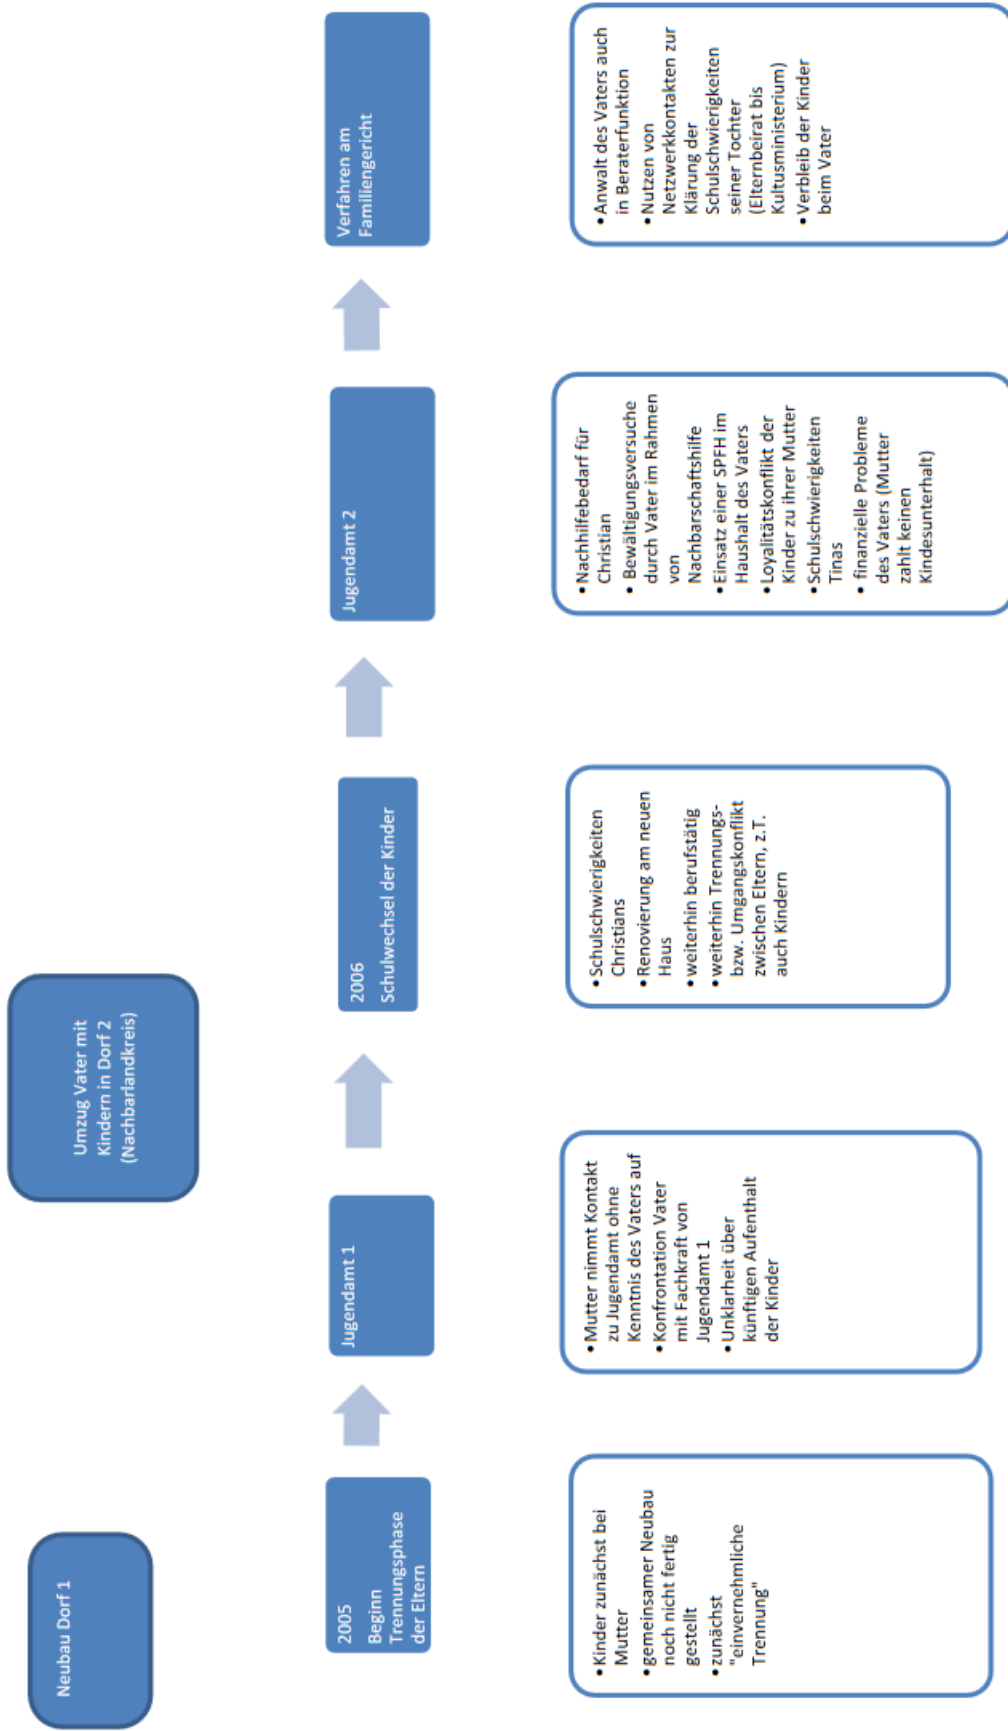 Neubau Dorf 1
Umzug Vater mit
Kindern in Dorf 2
(Nachbarlandkreis)
2005
Beginn
Trennungsphase
der Eltern
Jugendamt 1
2006
Schulwechsel der Kinder
Jugendamt 2
Verfahren am
Familiengericht
•Kinder zunächst bei
Mutter
•gemeinsamer Neubau
noch nicht fertig
gestellt
•zunächst
"einvernehmliche
Trennung"
•Mutter nimmt Kontakt
zu Jugendamt ohne
Kenntnis des Vaters auf
•Konfrontation Vater
mit Fachkraft von
Jugendamt 1
•Unklarheit über
künftigen Aufenthalt
der Kinder
•Schulschwierigkeiten
Christians
•Renovierung am neuen
Haus
•weiterhin berufstätig
•weiterhin Trennungs-
bzw. Umgangskonflikt
zwischen Eltern, z.T.
auch Kindern
•Nachhilfebedarf für
Christian
• Bewältigungsversuche
durch Vater im Rahmen
von
Nachbarschaftshilfe
•Einsatz einer SPFH im
Haushalt des Vaters
•Loyalitätskonflikt der
Kinder zu ihrer Mutter
•Schulschwierigkeiten
Tinas
• finanzielle Probleme
des Vaters (Mutter
zahlt keinen
Kindesunterhalt)
•Anwalt des Vaters auch
in Beraterfunktion
•Nutzen von
Netzwerkkontakten zur
Klärung der
Schulschwierigkeiten
seiner Tochter
(Elternbeirat bis
Kultusministerium)
•Verbleib der Kinder
beim Vater